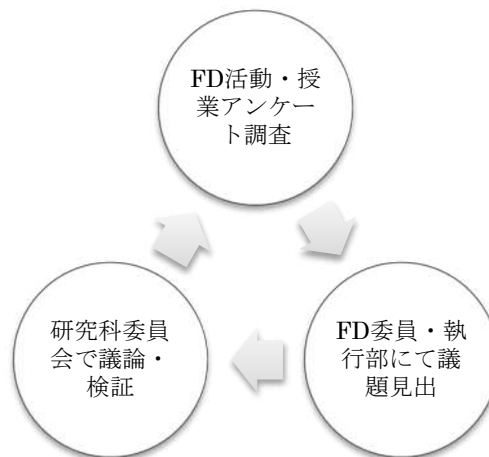 FD活動・授
業アンケー
ト調査
研究科委員
会で議論・
検証
FD委員・執
行部にて議
題見出